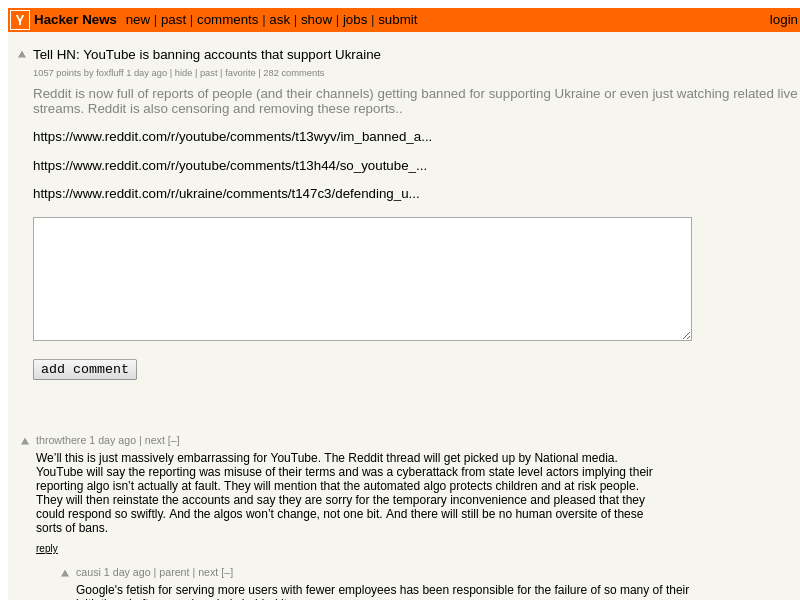 Y Hacker News new | past | comments | ask | show | jobs | submit login
Tell HN: YouTube is banning accounts that support Ukraine
1057 points by foxfluff 1 day ago | hide | past | favorite | 282 comments
Reddit is now full of reports of people (and their channels) getting banned for supporting Ukraine or even just watching related live
streams. Reddit is also censoring and removing these reports..
https://www.reddit.com/r/youtube/comments/t13wyv/im_banned_a...
https://www.reddit.com/r/youtube/comments/t13h44/so_youtube_...
https://www.reddit.com/r/ukraine/comments/t147c3/defending_u...
add comment
throwthere 1 day ago | next [–]
We’ll this is just massively embarrassing for YouTube. The Reddit thread will get picked up by National media.
YouTube will say the reporting was misuse of their terms and was a cyberattack from state level actors implying their
reporting algo isn’t actually at fault. They will mention that the automated algo protects children and at risk people.
They will then reinstate the accounts and say they are sorry for the temporary inconvenience and pleased that they
could respond so swiftly. And the algos won’t change, not one bit. And there will still be no human oversite of these
sorts of bans.
reply
causi 1 day ago | parent | next [–]
Google's fetish for serving more users with fewer employees has been responsible for the failure of so many of their